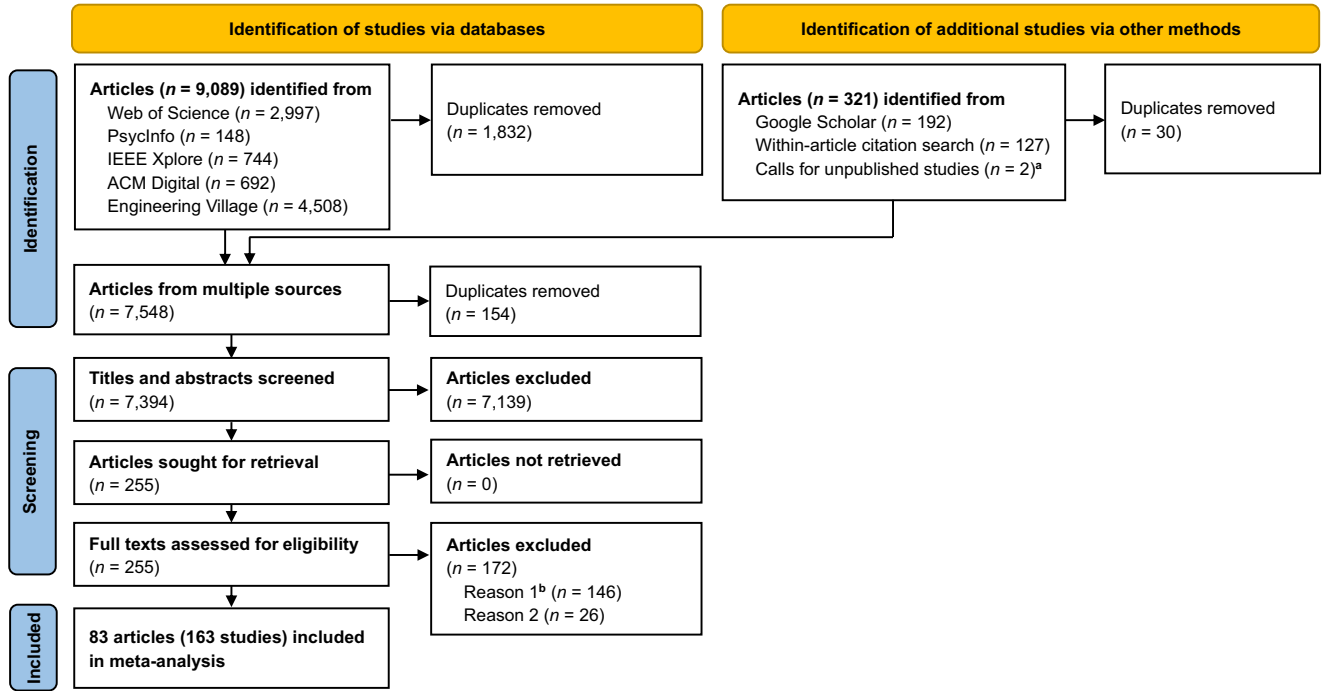 Identification of studies via databases
Identification of additional studies via other methods
Identification
Articles (n = 9,089) identified from
Web of Science (n = 2,997)
PsycInfo (n = 148)
IEEE Xplore (n = 744)
ACM Digital (n = 692)
Engineering Village (n = 4,508)
Duplicates removed
(n = 1,832)
Articles (n = 321) identified from
Google Scholar (n = 192)
Within-article citation search (n = 127)
Calls for unpublished studies (n = 2)ᵃ
Duplicates removed
(n = 30)
Articles from multiple sources
(n = 7,548)
Duplicates removed
(n = 154)
Screening
Titles and abstracts screened
(n = 7,394)
Articles excluded
(n = 7,139)
Articles sought for retrieval
(n = 255)
Articles not retrieved
(n = 0)
Full texts assessed for eligibility
(n = 255)
Articles excluded
(n = 172)
Reason 1ᵇ (n = 146)
Reason 2 (n = 26)
Included
83 articles (163 studies) included
in meta-analysis